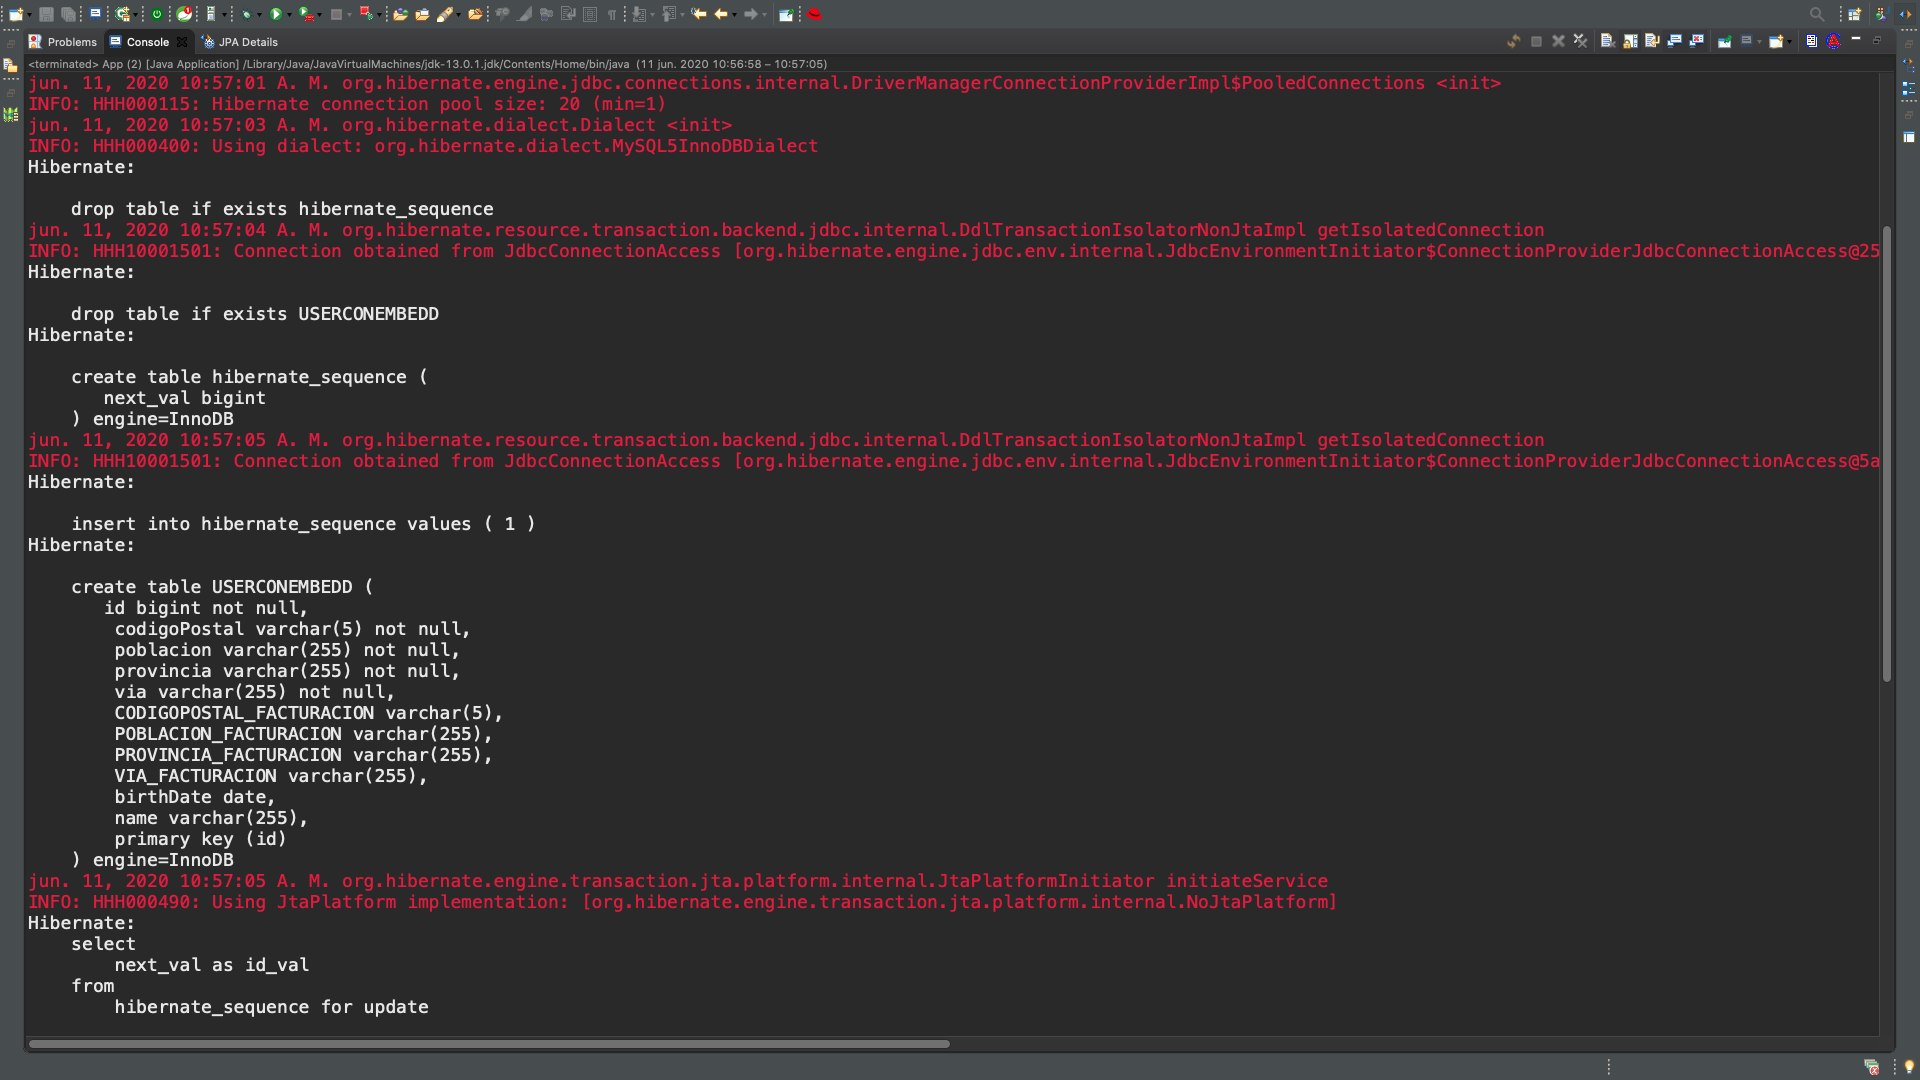 Problems Console JPA Details
<terminated> App (2) [Java Application] /Library/Java/JavaVirtualMachines/jdk-13.0.1.jdk/Contents/Home/bin/java (11 jun. 2020 10:56:58 – 10:57:05)
jun. 11, 2020 10:57:01 A. M. org.hibernate.engine.jdbc.connections.internal.DriverManagerConnectionProviderImpl$PooledConnections <init>
INFO: HHH000115: Hibernate connection pool size: 20 (min=1)
jun. 11, 2020 10:57:03 A. M. org.hibernate.dialect.Dialect <init>
INFO: HHH000400: Using dialect: org.hibernate.dialect.MySQL5InnoDBDialect
Hibernate:
drop table if exists hibernate_sequence
jun. 11, 2020 10:57:04 A. M. org.hibernate.resource.transaction.backend.jdbc.internal.DdlTransactionIsolatorNonJtaImpl getIsolatedConnection
INFO: HHH10001501: Connection obtained from JdbcConnectionAccess [org.hibernate.engine.jdbc.env.internal.JdbcEnvironmentInitiator$ConnectionProviderJdbcConnectionAccess@25
Hibernate:
drop table if exists USERCONEMBEDD
Hibernate:
create table hibernate_sequence (
next_val bigint
) engine=InnoDB
jun. 11, 2020 10:57:05 A. M. org.hibernate.resource.transaction.backend.jdbc.internal.DdlTransactionIsolatorNonJtaImpl getIsolatedConnection
INFO: HHH10001501: Connection obtained from JdbcConnectionAccess [org.hibernate.engine.jdbc.env.internal.JdbcEnvironmentInitiator$ConnectionProviderJdbcConnectionAccess@5a
Hibernate:
insert into hibernate_sequence values ( 1 )
Hibernate:
create table USERCONEMBEDD (
id bigint not null,
codigoPostal varchar(5) not null,
poblacion varchar(255) not null,
provincia varchar(255) not null,
via varchar(255) not null,
CODIGOPOSTAL_FACTURACION varchar(5),
POBLACION_FACTURACION varchar(255),
PROVINCIA_FACTURACION varchar(255),
VIA_FACTURACION varchar(255),
birthDate date,
name varchar(255),
primary key (id)
) engine=InnoDB
jun. 11, 2020 10:57:05 A. M. org.hibernate.engine.transaction.jta.platform.internal.JtaPlatformInitiator initiateService
INFO: HHH000490: Using JtaPlatform implementation: [org.hibernate.engine.transaction.jta.platform.internal.NoJtaPlatform]
Hibernate:
select
next_val as id_val
from
hibernate_sequence for update